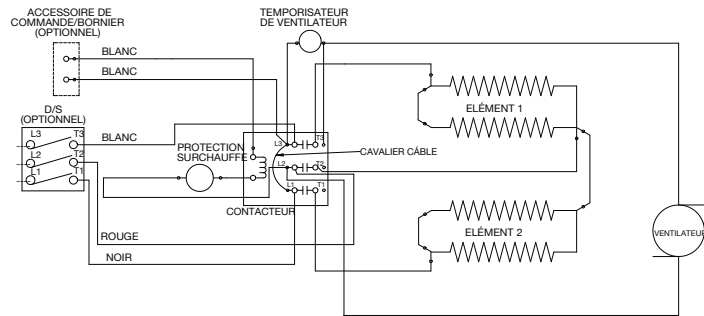 ACCESSOIRE DE
COMMANDE/BORNIER
(OPTIONNEL)
TEMPORISATEUR
DE VENTILATEUR
BLANC
BLANC
D/S
(OPTIONNEL)
L3 T3
L2 T2
L1 T1
BLANC
PROTECTION
SURCHAUFFE
L3 T3
L2 T2
L1 T1
CAVALIER CÁBLE
CONTACTEUR
ELÉMENT 1
ELÉMENT 2
VENTILATEUR
ROUGE
NOIR